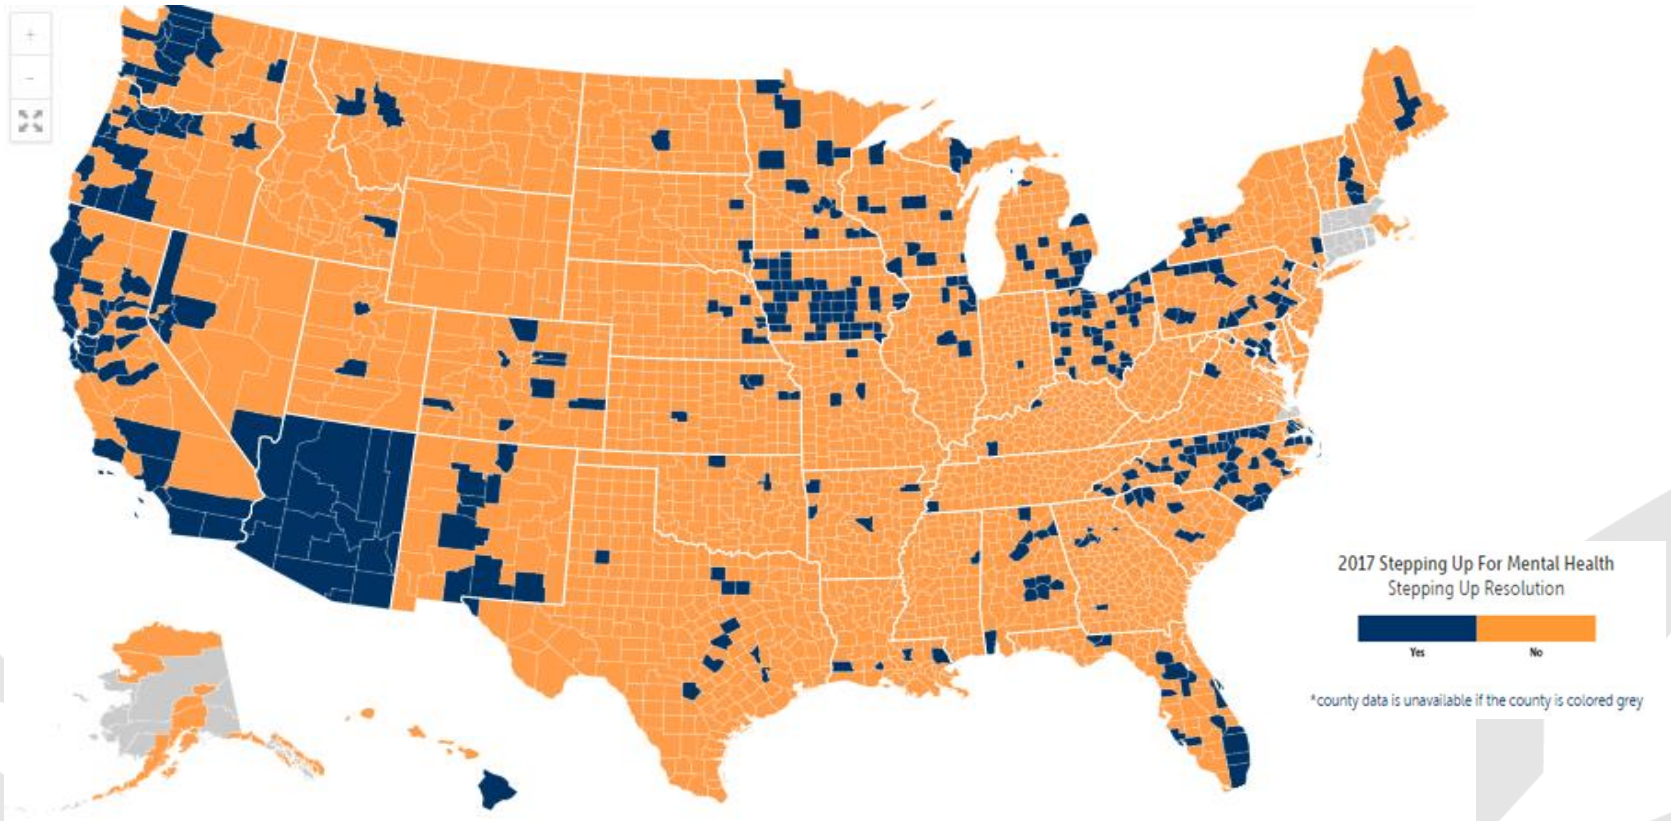 +
-
2017 Stepping Up For Mental Health
Stepping Up Resolution
Yes No
*county data is unavailable if the county is colored grey